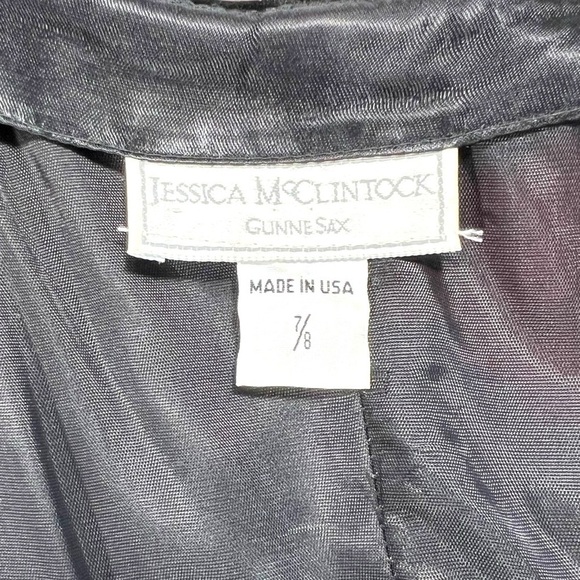 JESSICA MCCLINTOCK
GUNNE SAX
MADE IN USA
7/8